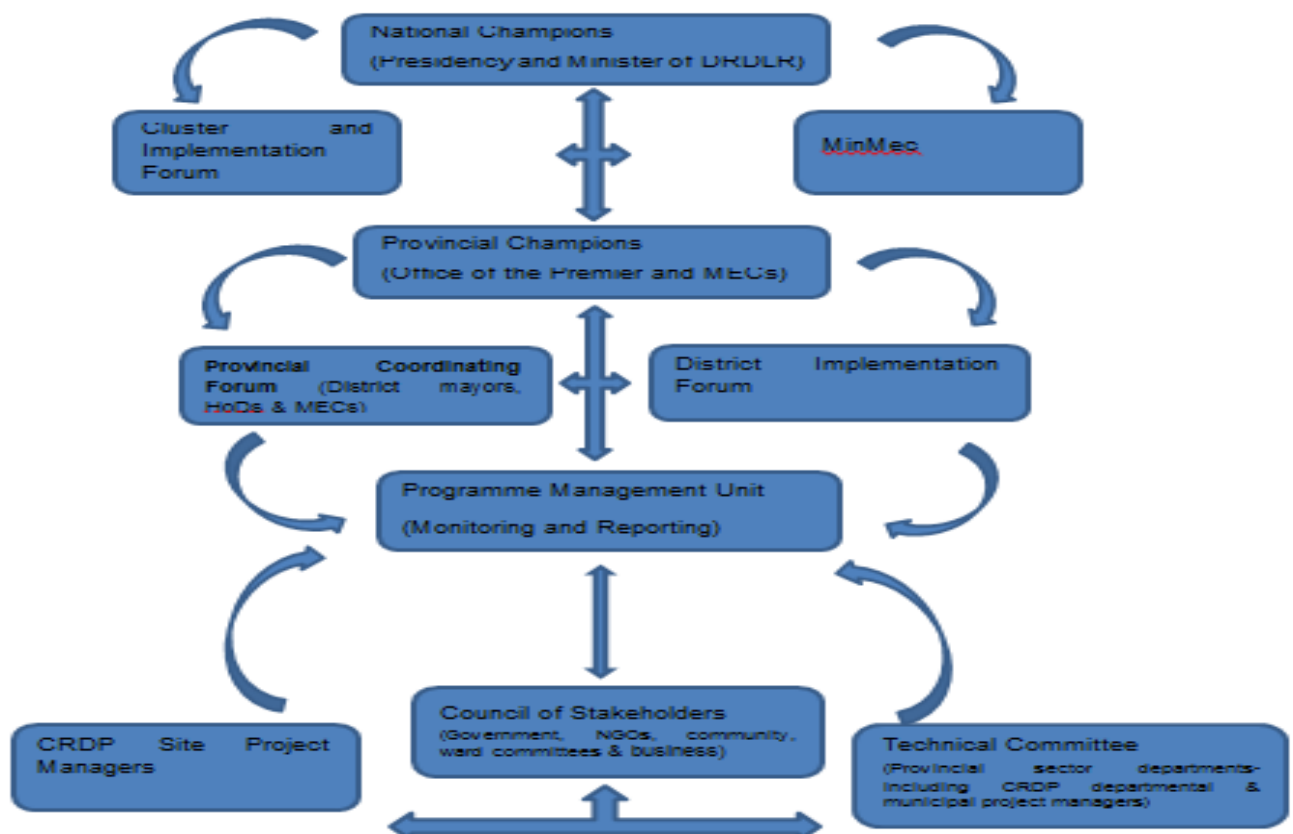 National Champions
(Presidency and Minister of DRDLR)
Cluster and
Implementation
Forum
MinMec
Provincial Champions
(Office of the Premier and MECs)
Provincial Coordinating
Forum (District mayors,
HoDs & MECs)
District Implementation
Forum
Programme Management Unit
(Monitoring and Reporting)
Council of Stakeholders
(Government, NGOs, community,
ward committees & business)
CRDP Site Project
Managers
Technical Committee
(Provincial sector departments-
including CRDP departmental &
municipal project managers)